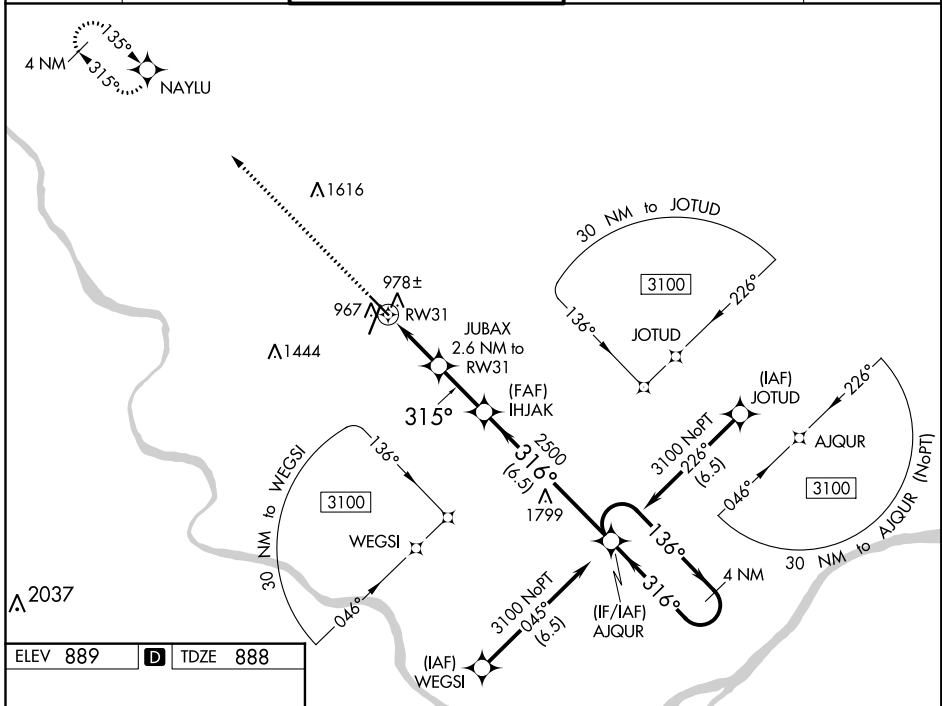 135°
4 NM
315°
NAYLU
1616
30 NM to JOTUD
3100
136°
226°
JOTUD
978±
967
RW31
JUBAX
2.6 NM to
RW31
1444
(FAF)
IHJAK
315°
(IAF)
JOTUD
3100 NoPT
226°
(6.5)
226°
AJQUR
046°
3100
30 NM to AJQUR (NoPT)
2500
316°
(6.5)
1799
30 NM to WEGSI
136°
3100
WEGSI
046°
136°
316°
4 NM
(IF/IAF)
AJQUR
3100 NoPT
045°
(6.5)
(IAF)
WEGSI
2037
ELEV 889 D TDZE 888